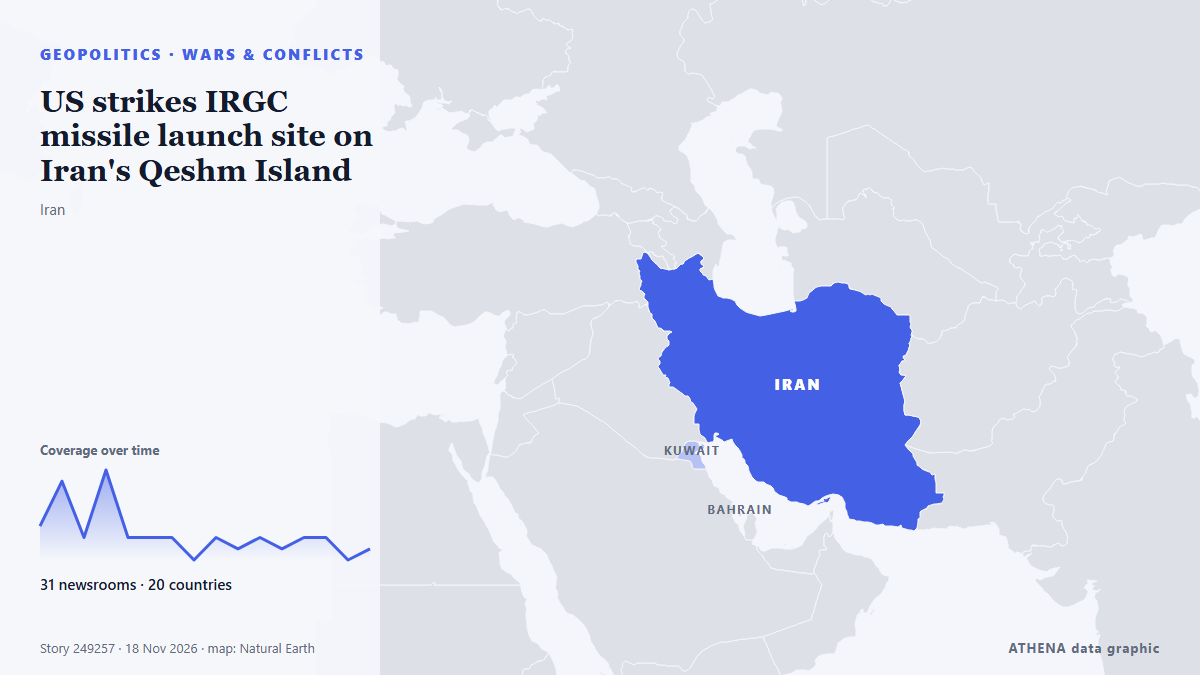 GEOPOLITICS · WARS & CONFLICTS
US strikes IRGC
missile launch site on
Iran's Qeshm Island
Iran
IRAN
KUWAIT
BAHRAIN
Coverage over time
31 newsrooms · 20 countries
Story 249257 · 18 Nov 2026 · map: Natural Earth
ATHENA data graphic